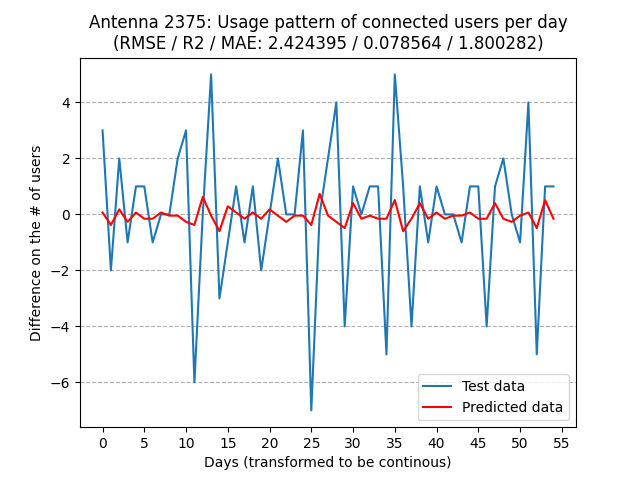 Antenna 2375: Usage pattern of connected users per day
(RMSE / R2 / MAE: 2.424395 / 0.078564 / 1.800282)
Difference on the # of users
4
2
0
−2
−4
−6
0 5 10 15 20 25 30 35 40 45 50 55
Days (transformed to be continous)
Test data
Predicted data